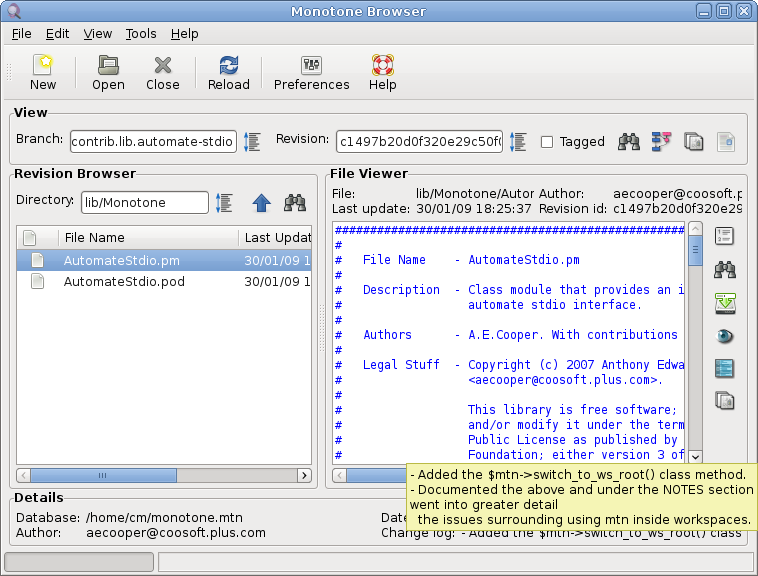 Monotone Browser
File Edit View Tools Help
New Open Close Reload Preferences Help
View
Branch: contrib.lib.automate-stdio Revision: c1497b20d0f320e29c50f Tagged
Revision Browser
Directory: lib/Monotone
File Name Last Updat
AutomateStdio.pm 30/01/09 1
AutomateStdio.pod 30/01/09 1
File Viewer
File: lib/Monotone/Autor Author: aecooper@coosoft.p
Last update: 30/01/09 18:25:37 Revision id: c1497b20d0f320e29
##################################################
#
# File Name - AutomateStdio.pm
#
# Description - Class module that provides an i
# automate stdio interface.
#
# Authors - A.E.Cooper. With contributions
#
# Legal Stuff - Copyright (c) 2007 Anthony Edwa
# <aecooper@coosoft.plus.com>.
#
# This library is free software;
# and/or modify it under the term
# Public License as published by
# Foundation; either version 3 of
- Added the $mtn->switch_to_ws_root() class method.
- Documented the above and under the NOTES section
went into greater detail
the issues surrounding using mtn inside workspaces.
Details
Database: /home/cm/monotone.mtn Date
Author: aecooper@coosoft.plus.com Change log: - Added the $mtn->switch_to_ws_root() class